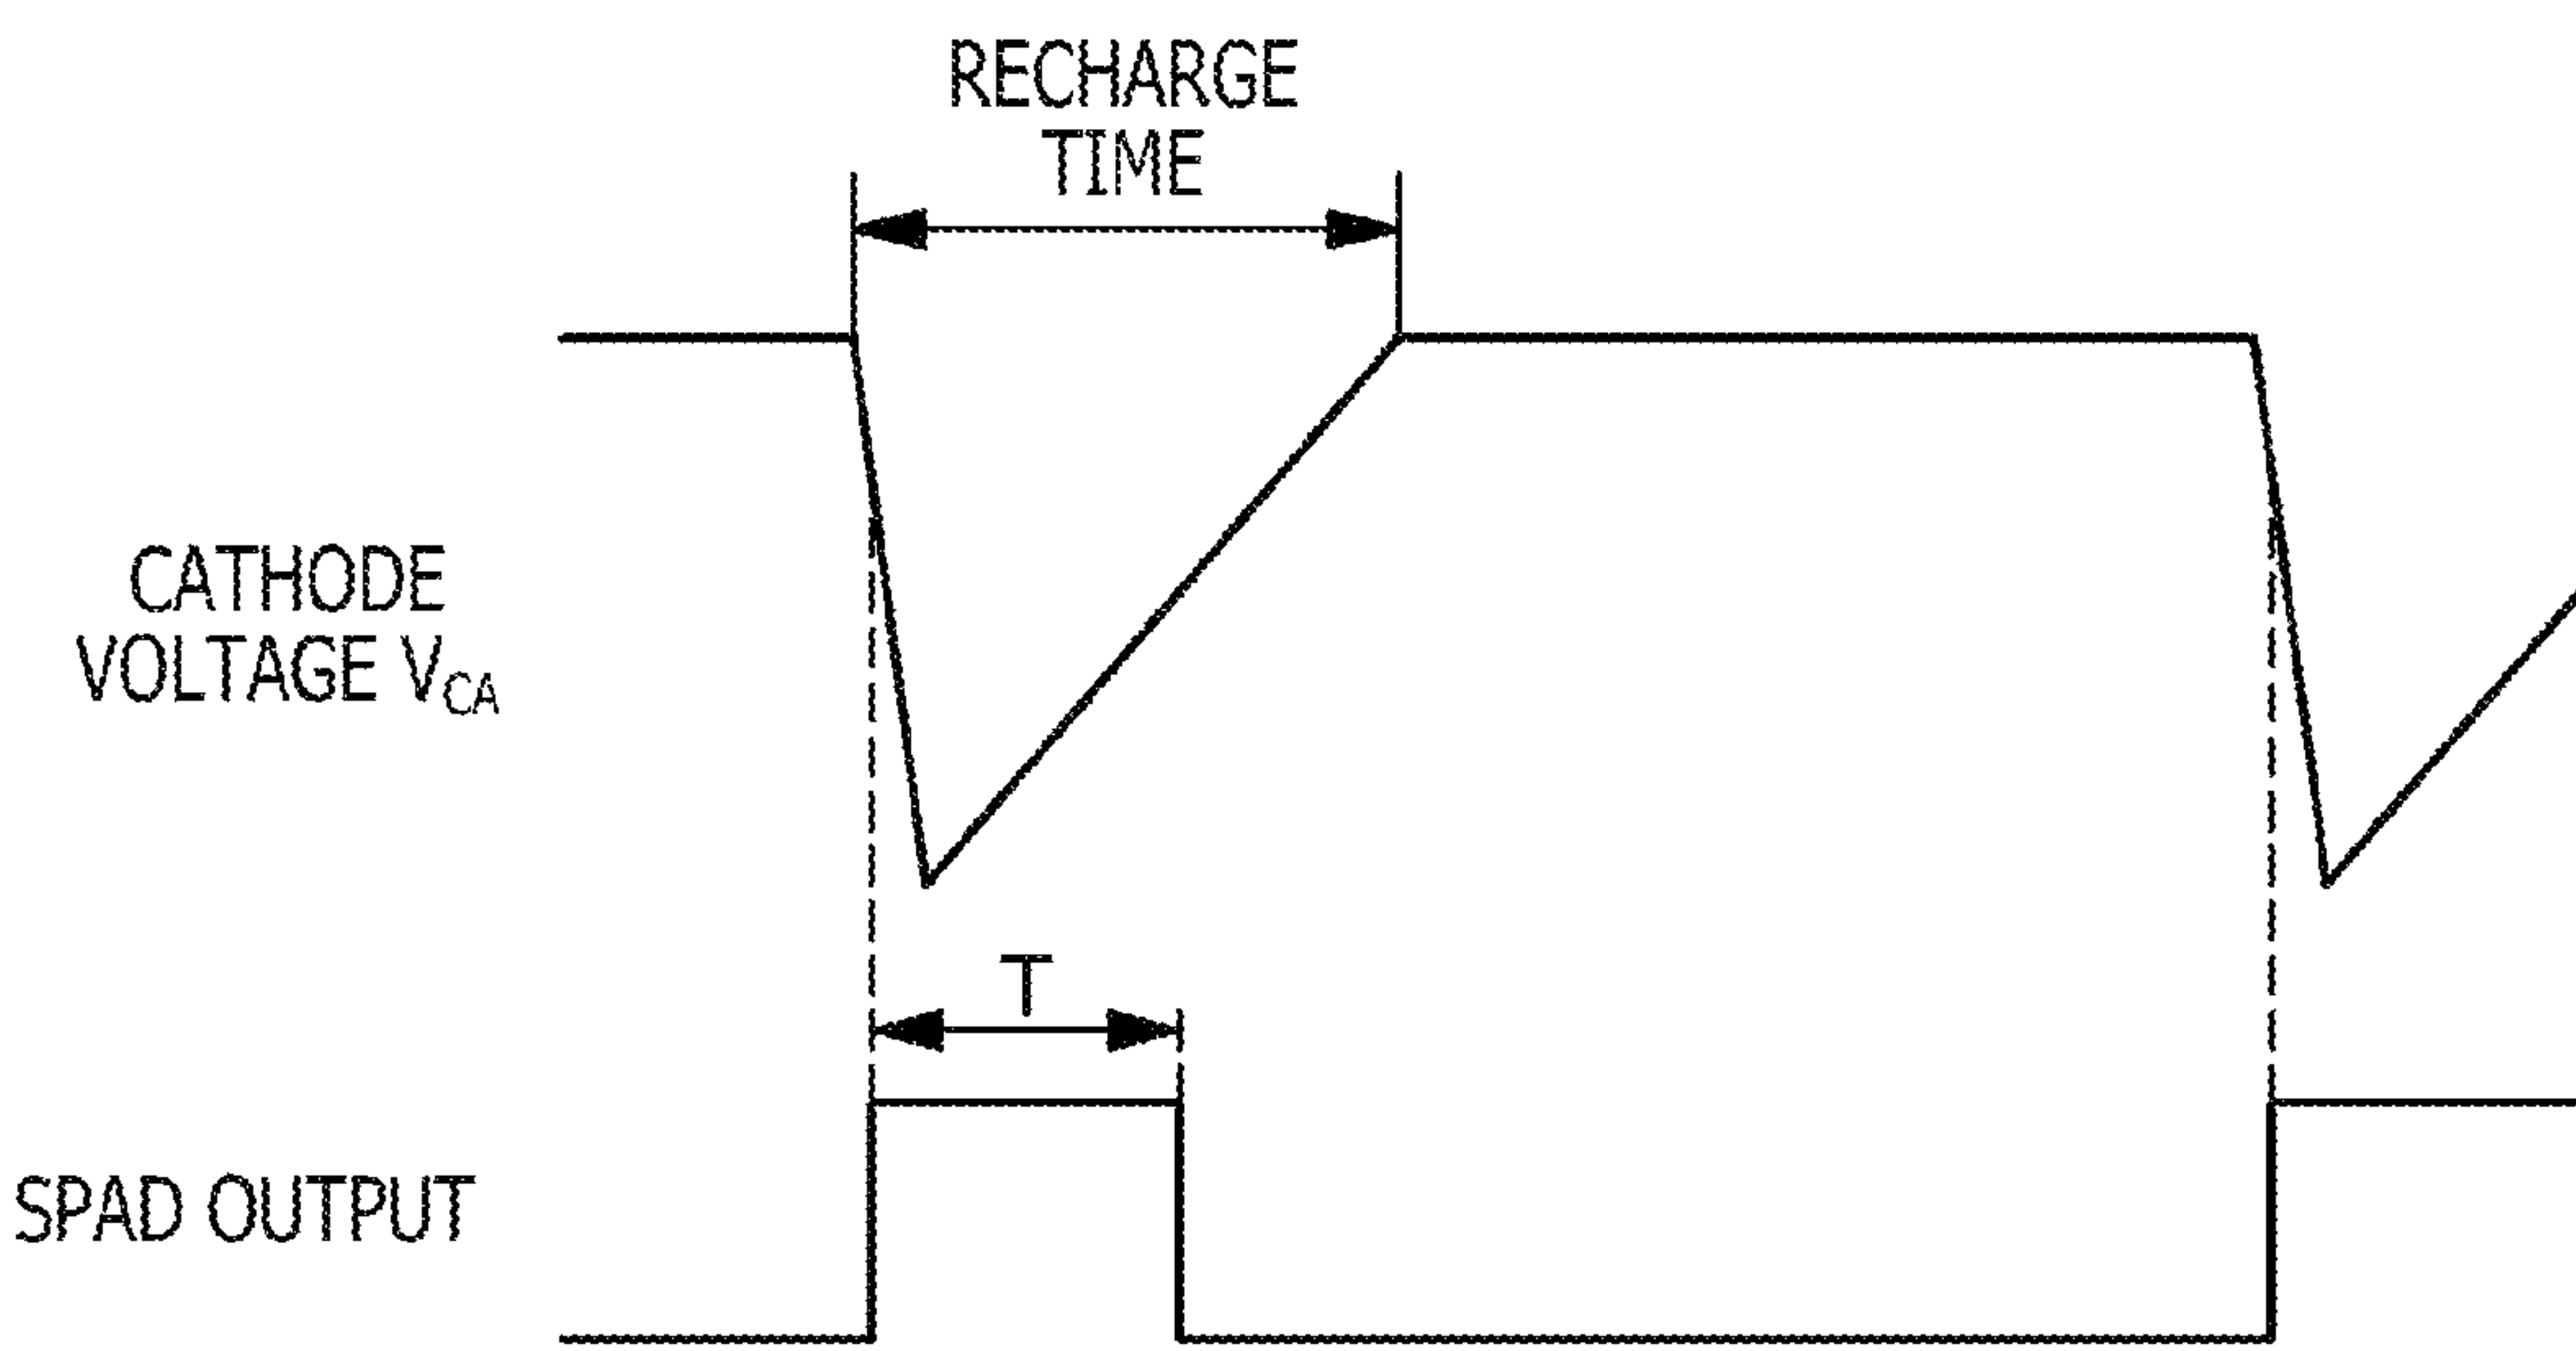 RECHARGE
TIME
CATHODE
VOLTAGE VCA
T
SPAD OUTPUT